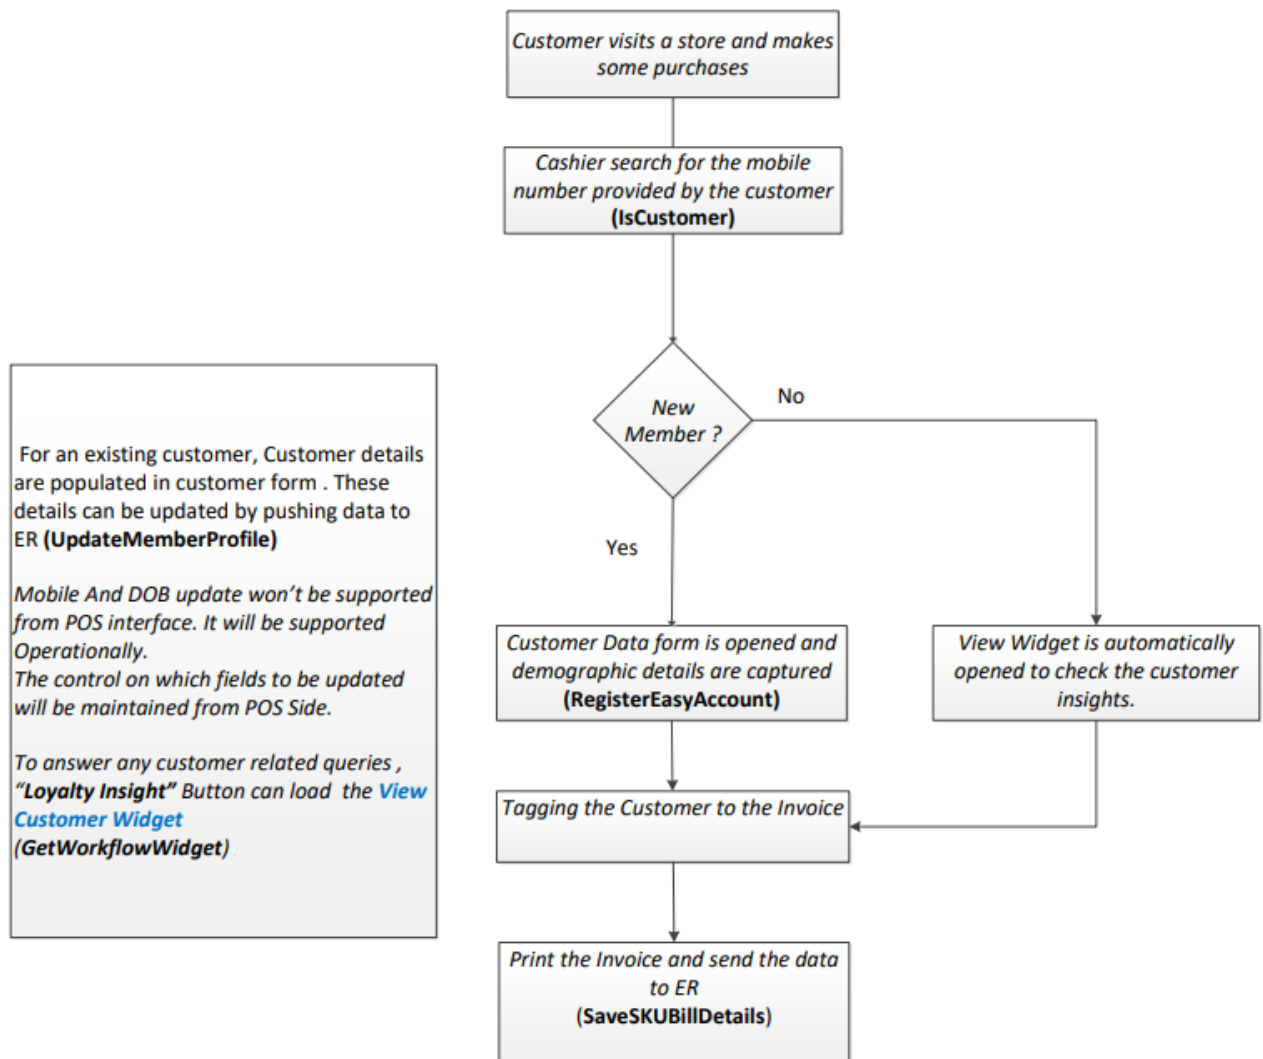 Customer visits a store and makes
some purchases
Cashier search for the mobile
number provided by the customer
(IsCustomer)
New
Member ?
No
Yes
For an existing customer, Customer details
are populated in customer form . These
details can be updated by pushing data to
ER (UpdateMemberProfile)
Mobile And DOB update won’t be supported
from POS interface. It will be supported
Operationally.
The control on which fields to be updated
will be maintained from POS Side.
To answer any customer related queries ,
“Loyalty Insight” Button can load the View
Customer Widget
(GetWorkflowWidget)
Customer Data form is opened and
demographic details are captured
(RegisterEasyAccount)
View Widget is automatically
opened to check the customer
insights.
Tagging the Customer to the Invoice
Print the Invoice and send the data
to ER
(SaveSKUBillDetails)